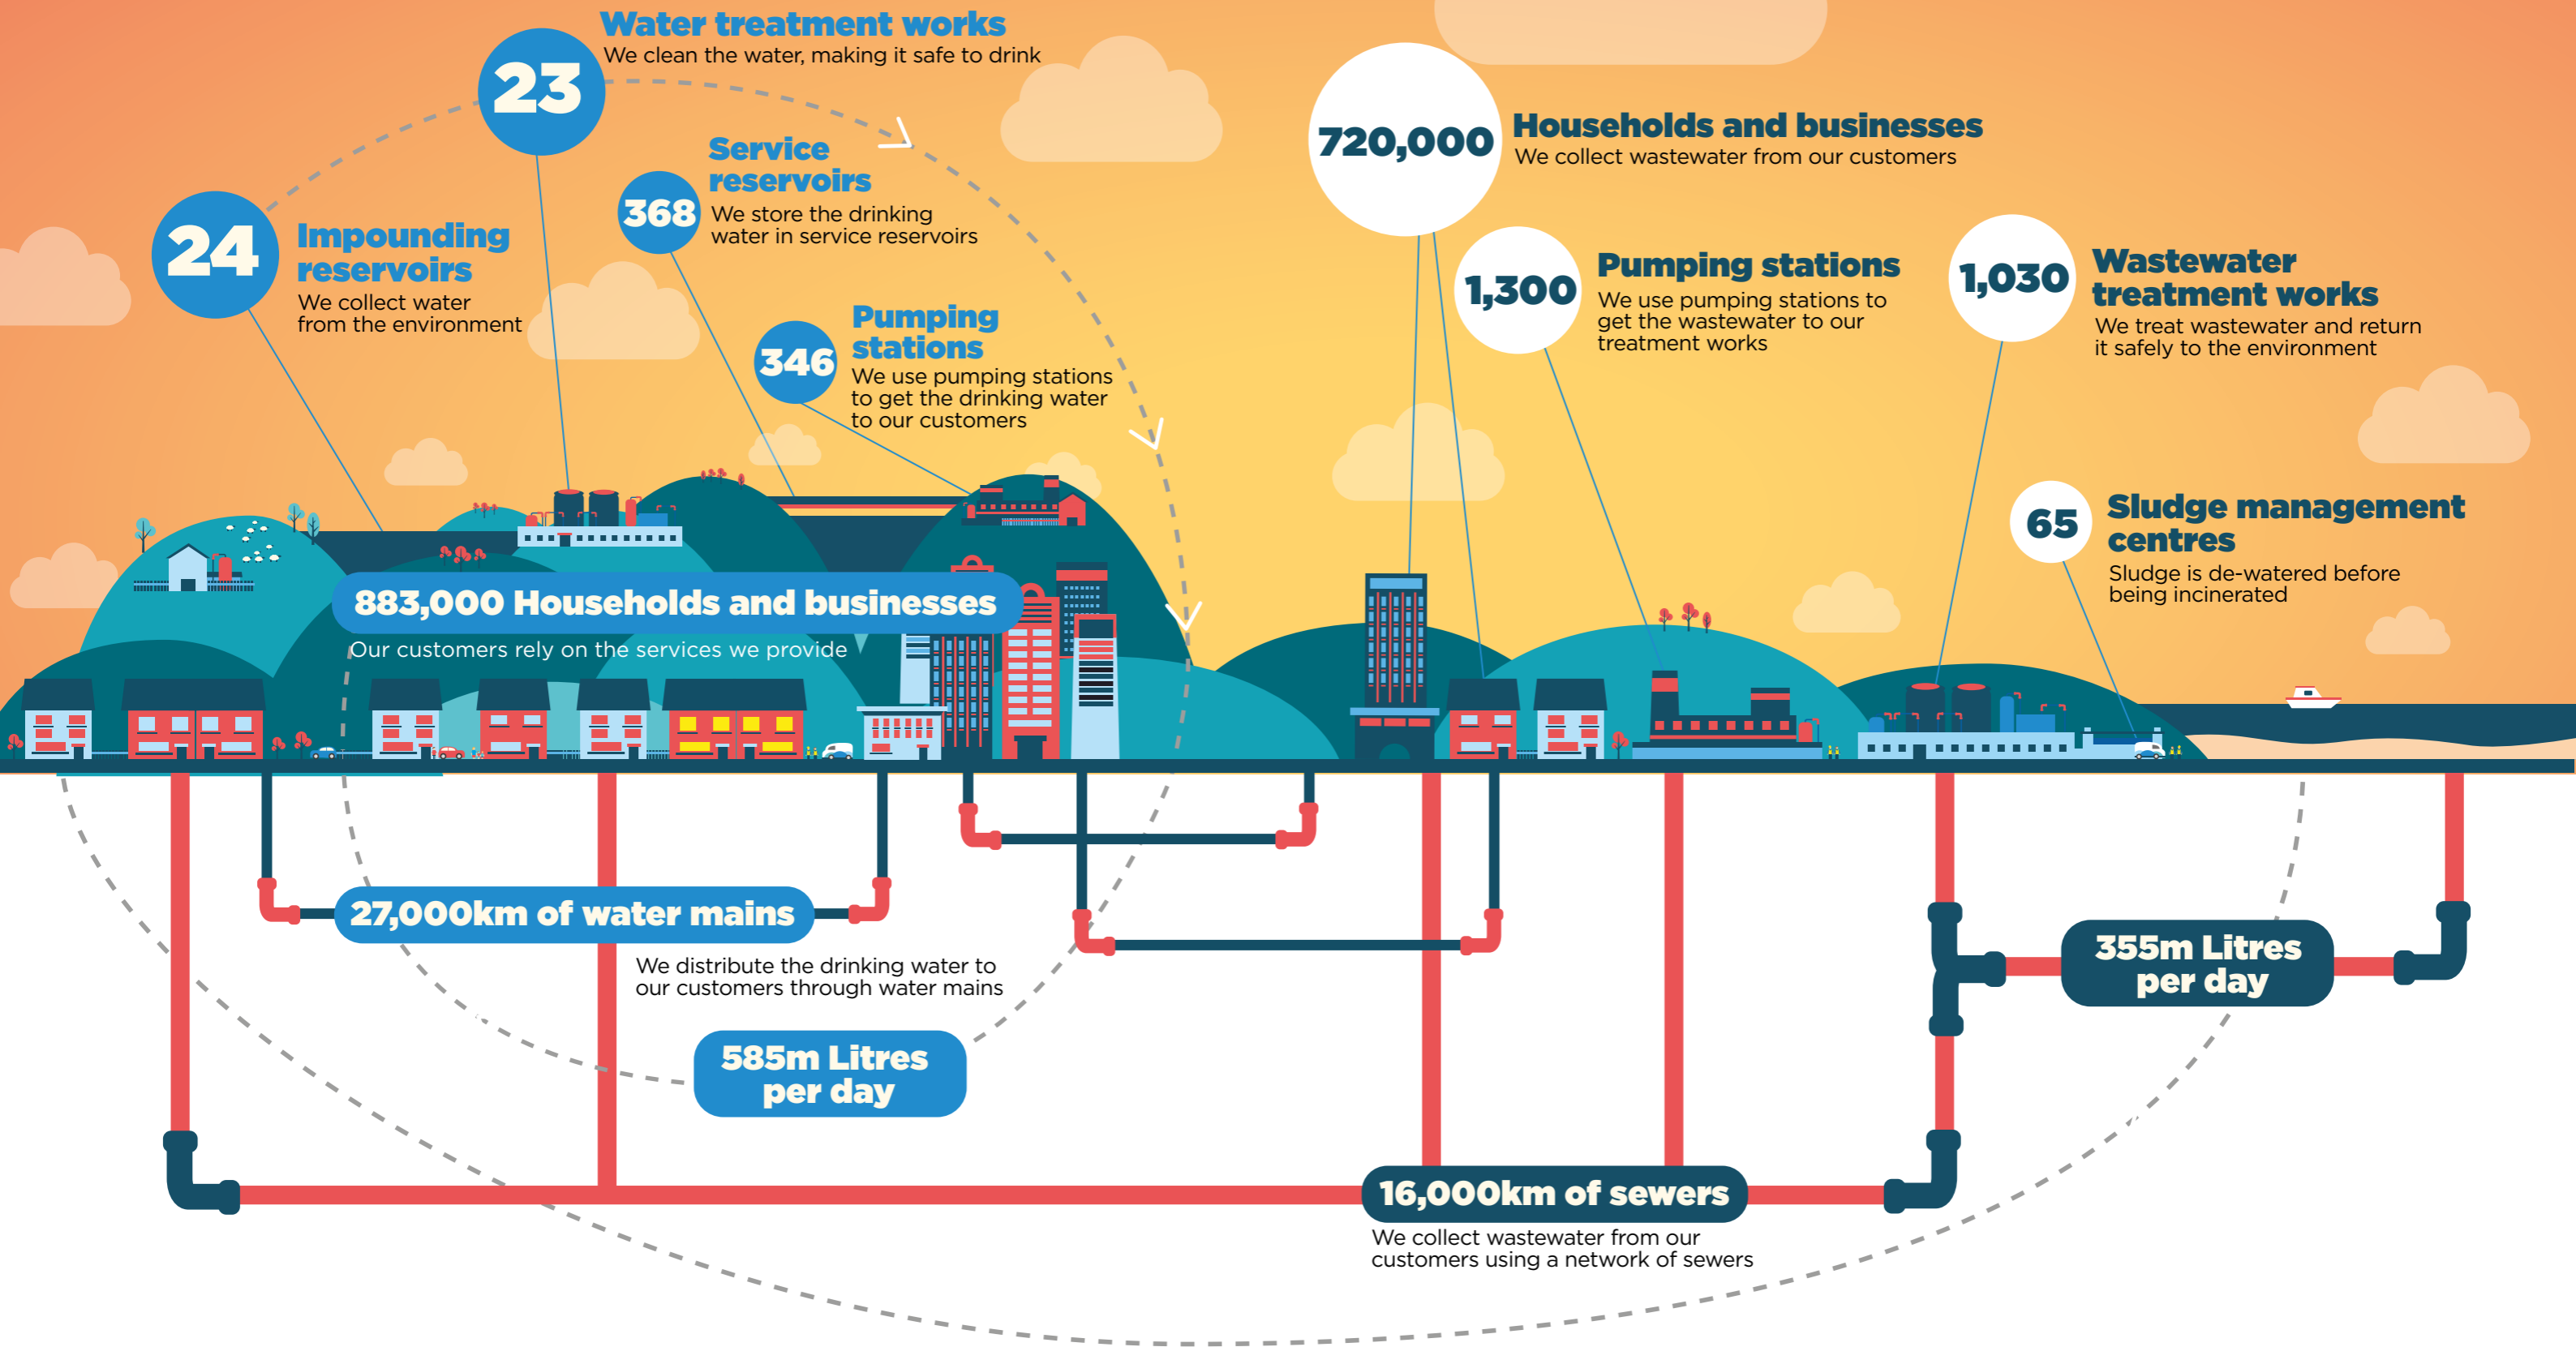 Water treatment works
We clean the water, making it safe to drink
23
Service
reservoirs
368
We store the drinking
water in service reservoirs
24
Impounding
reservoirs
We collect water
from the environment
Pumping
stations
346
We use pumping stations
to get the drinking water
to our customers
720,000
Households and businesses
We collect wastewater from our customers
1,300
Pumping stations
We use pumping stations to
get the wastewater to our
treatment works
1,030
Wastewater
treatment works
We treat wastewater and return
it safely to the environment
65
Sludge management
centres
Sludge is de-watered before
being incinerated
883,000 Households and businesses
Our customers rely on the services we provide
27,000km of water mains
We distribute the drinking water to
our customers through water mains
585m Litres
per day
355m Litres
per day
16,000km of sewers
We collect wastewater from our
customers using a network of sewers